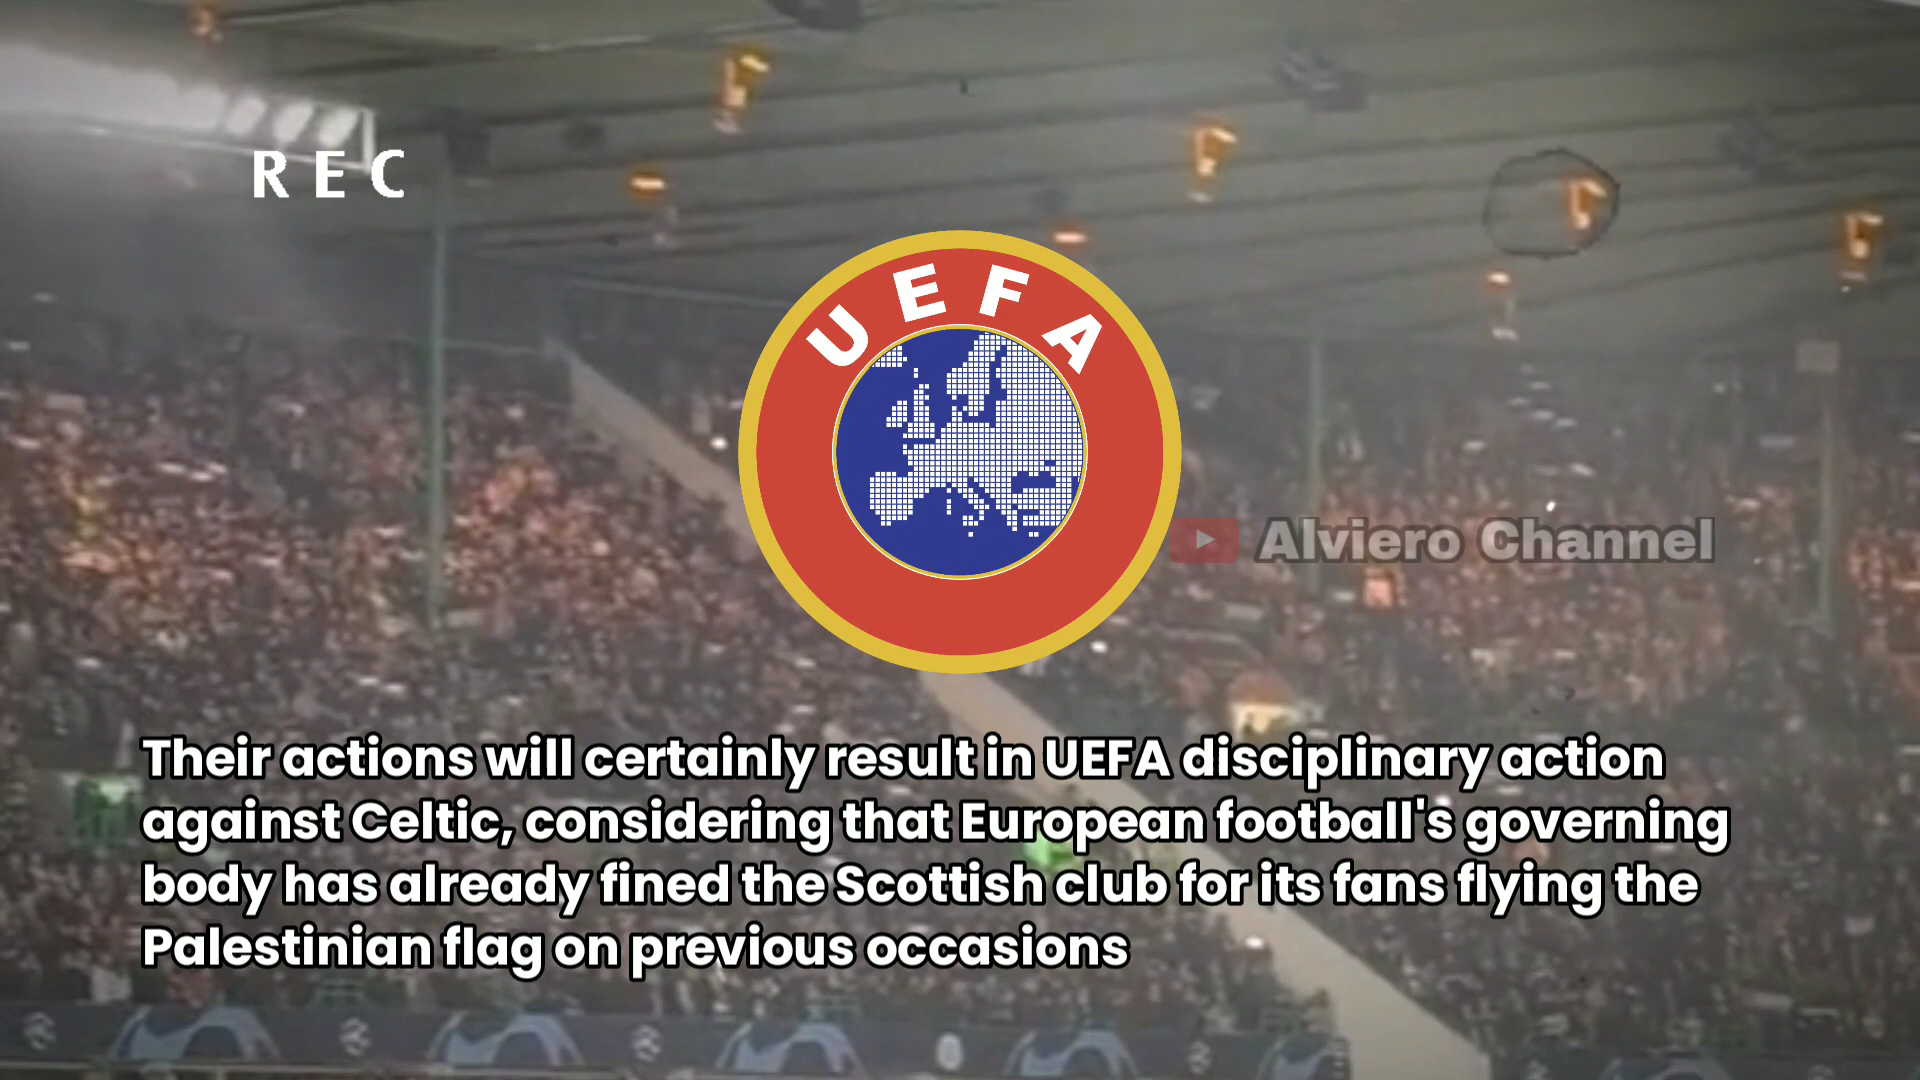 REC
UEFA
Alviero Channel
Their actions will certainly result in UEFA disciplinary action
against Celtic, considering that European football's governing
body has already fined the Scottish club for its fans flying the
Palestinian flag on previous occasions